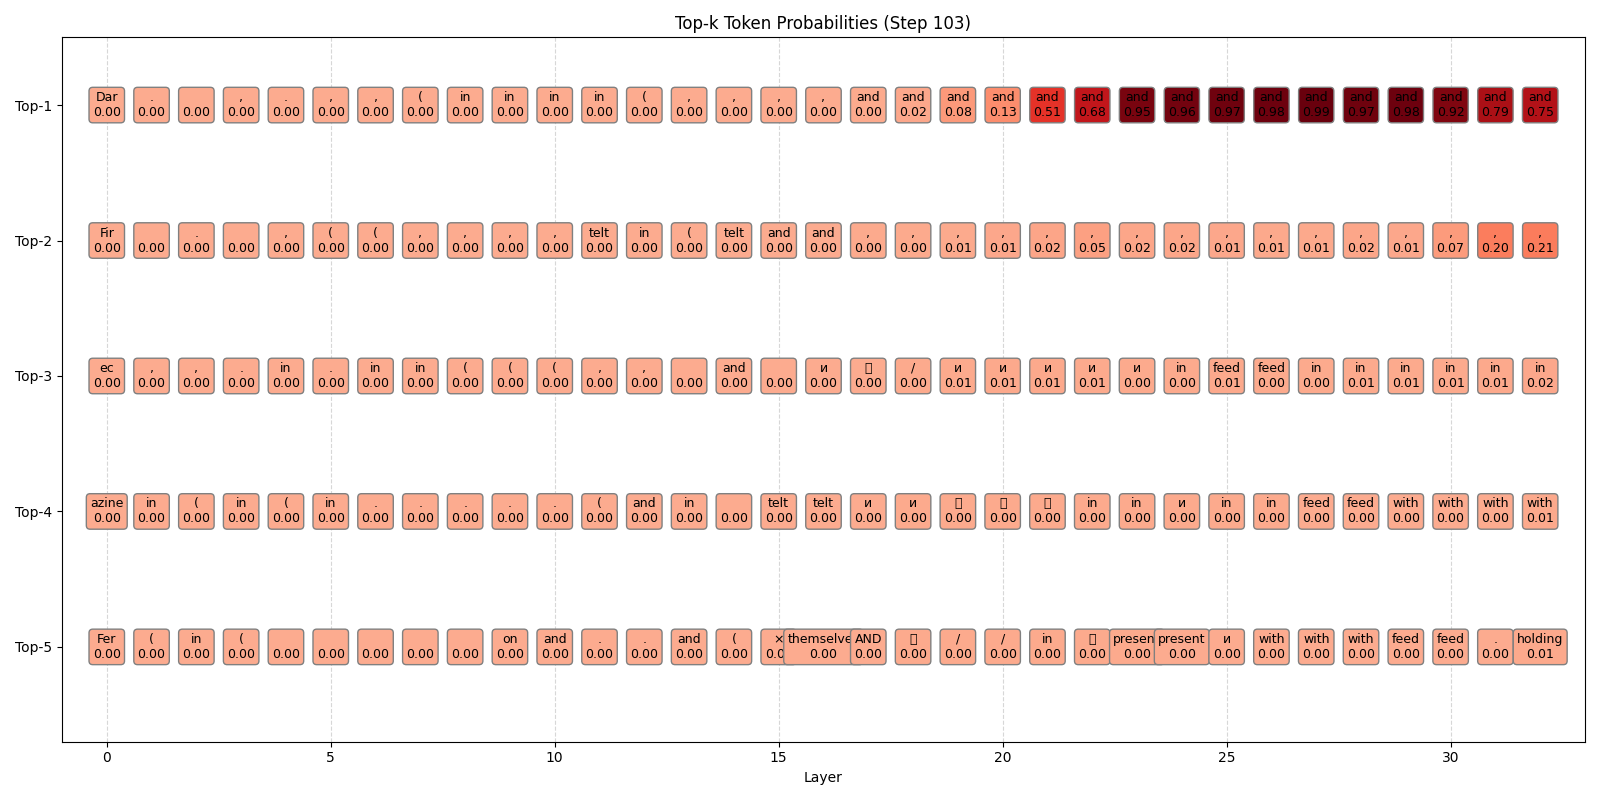 Top-k Token Probabilities (Step 103)
Top-1
Dar . , . , , ( in in in in ( , , , , and and and and and and and and and and and and and and and and
0.00 0.00 0.00 0.00 0.00 0.00 0.00 0.00 0.00 0.00 0.00 0.00 0.00 0.00 0.00 0.00 0.00 0.00 0.02 0.08 0.13 0.51 0.68 0.95 0.96 0.97 0.98 0.99 0.97 0.98 0.92 0.79 0.75
Top-2
Fir . , ( ( , , , , telt in ( telt and and , , , , , , , , , , , , , , , ,
0.00 0.00 0.00 0.00 0.00 0.00 0.00 0.00 0.00 0.00 0.00 0.00 0.00 0.00 0.00 0.00 0.00 0.00 0.00 0.01 0.01 0.02 0.05 0.02 0.02 0.01 0.01 0.01 0.02 0.01 0.07 0.20 0.21
Top-3
ec , , . in . in in ( ( ( , , and и / и и и и и in feed feed in in in in in in
0.00 0.00 0.00 0.00 0.00 0.00 0.00 0.00 0.00 0.00 0.00 0.00 0.00 0.00 0.00 0.00 0.00 0.00 0.00 0.01 0.01 0.01 0.01 0.00 0.00 0.01 0.00 0.00 0.01 0.01 0.01 0.01 0.02
Top-4
azine in ( in ( in . . . . . ( and in telt telt и и in in и in in feed feed with with with with
0.00 0.00 0.00 0.00 0.00 0.00 0.00 0.00 0.00 0.00 0.00 0.00 0.00 0.00 0.00 0.00 0.00 0.00 0.00 0.00 0.00 0.00 0.00 0.00 0.00 0.00 0.00 0.00 0.00 0.00 0.00 0.00 0.01
Top-5
Fer ( in ( on and . . and ( × themselve AND / / in presen present и with with with feed feed . holding
0.00 0.00 0.00 0.00 0.00 0.00 0.00 0.00 0.00 0.00 0.00 0.00 0.00 0.00 0.00 0.0 0.00 0.00 0.00 0.00 0.00 0.00 0.00 0.00 0.00 0.00 0.00 0.00 0.00 0.00 0.00 0.00 0.01
0 5 10 15 20 25 30
Layer